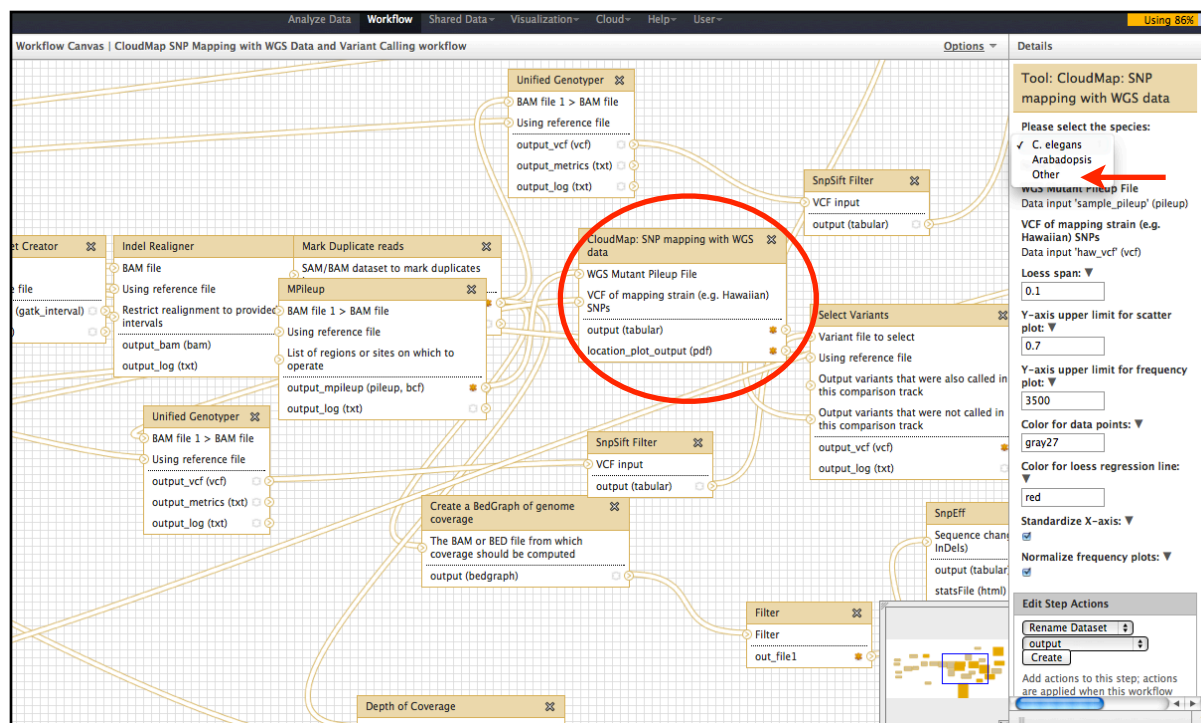 Analyze Data Workflow Shared Data Visualization Cloud Help User Using 86%
Workflow Canvas | CloudMap SNP Mapping with WGS Data and Variant Calling workflow
Options
Unified Genotyper
BAM file 1 > BAM file
Using reference file
output_vcf (vcf)
output_metrics (txt)
output_log (txt)
SnpSift Filter
VCF input
output (tabular)
et Creator
e file
(gatk_interval)
Indel Realigner
BAM file
Using reference file
Restrict realignment to provided
intervals
output_bam (bam)
output_log (txt)
Mark Duplicate reads
SAM/BAM dataset to mark duplicates
MPileup
BAM file 1 > BAM file
Using reference file
List of regions or sites on which to
operate
output_mpileup (pileup, bcf)
output_log (txt)
CloudMap: SNP mapping with WGS
data
WGS Mutant Pileup File
VCF of mapping strain (e.g. Hawaiian)
SNPs
output (tabular)
location_plot_output (pdf)
Select Variants
Variant file to select
Using reference file
Output variants that were also called in
this comparison track
Output variants that were not called in
this comparison track
output_vcf (vcf)
output_log (txt)
Unified Genotyper
BAM file 1 > BAM file
Using reference file
output_vcf (vcf)
output_metrics (txt)
output_log (txt)
SnpSift Filter
VCF input
output (tabular)
Create a BedGraph of genome
coverage
The BAM or BED file from which
coverage should be computed
output (bedgraph)
SnpEff
Sequence chang
InDels)
output (tabular
statsFile (html)
Filter
Filter
out_file1
Depth of Coverage
Details
Tool: CloudMap: SNP
mapping with WGS data
Please select the species:
✓ C. elegans
Arabadopsis
Other
WGS Mutant Pileup File
Data input 'sample_pileup' (pileup)
VCF of mapping strain (e.g.
Hawaiian) SNPs
Data input 'haw_vcf' (vcf)
Loess span:
0.1
Y-axis upper limit for scatter
plot:
0.7
Y-axis upper limit for frequency
plot:
3500
Color for data points:
gray27
Color for loess regression line:
red
Standardize X-axis:
Normalize frequency plots:
Edit Step Actions
Rename Dataset
output
Create
Add actions to this step; actions
are applied when this workflow